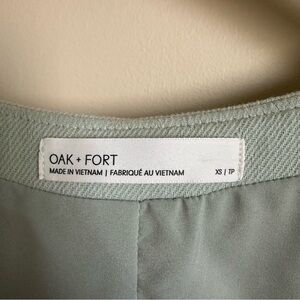 OAK + FORT
MADE IN VIETNAM | FABRIQUÉ AU VIETNAM XS | TP